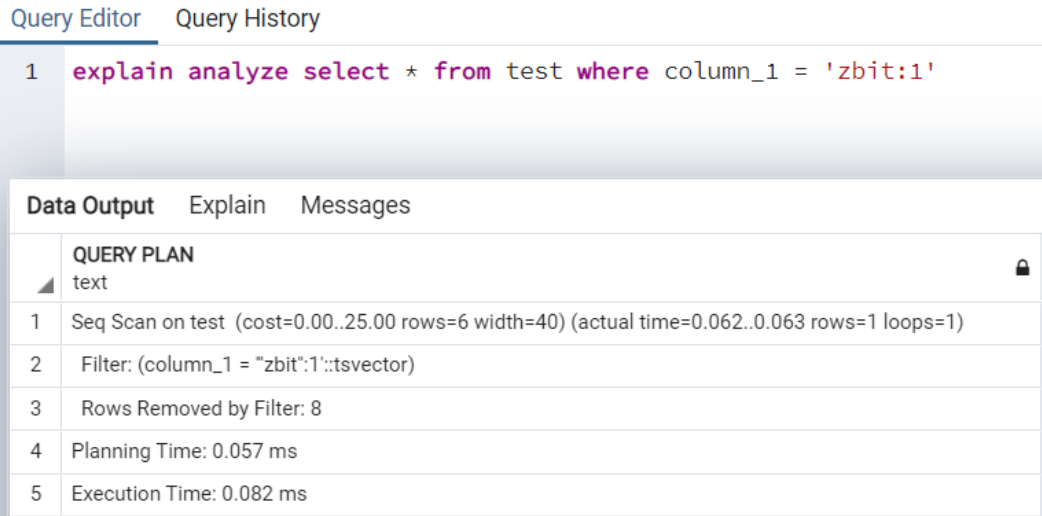 Query Editor Query History
1 explain analyze select * from test where column_1 = 'zbit:1'
Data Output Explain Messages
QUERY PLAN
text
1 Seq Scan on test (cost=0.00..25.00 rows=6 width=40) (actual time=0.062..0.063 rows=1 loops=1)
2 Filter: (column_1 = '''zbit'':1'::tsvector)
3 Rows Removed by Filter: 8
4 Planning Time: 0.057 ms
5 Execution Time: 0.082 ms